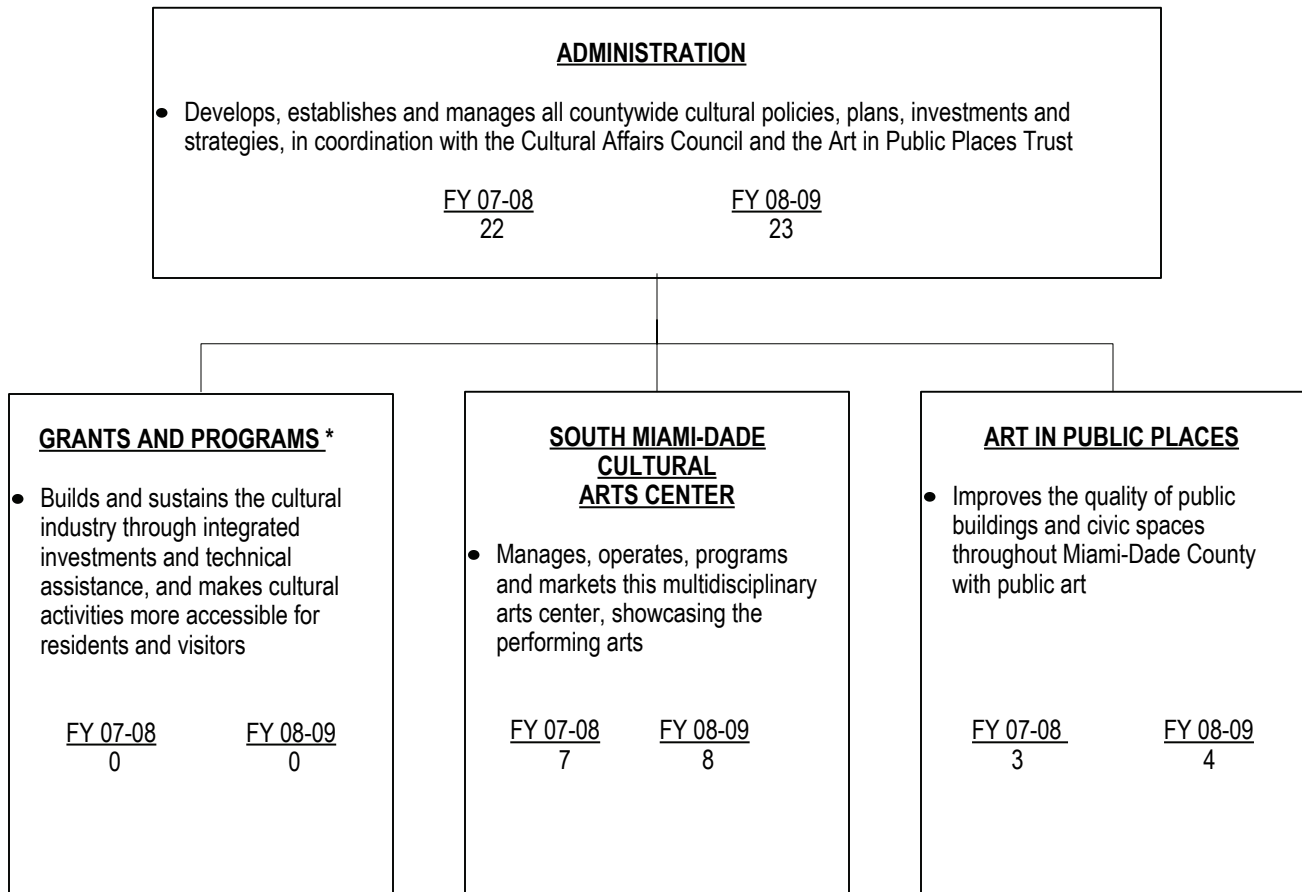 ADMINISTRATION
• Develops, establishes and manages all countywide cultural policies, plans, investments and
strategies, in coordination with the Cultural Affairs Council and the Art in Public Places Trust
FY 07-08 FY 08-09
22 23
GRANTS AND PROGRAMS *
• Builds and sustains the cultural
industry through integrated
investments and technical
assistance, and makes cultural
activities more accessible for
residents and visitors
FY 07-08 FY 08-09
0 0
SOUTH MIAMI-DADE
CULTURAL
ARTS CENTER
• Manages, operates, programs
and markets this multidisciplinary
arts center, showcasing the
performing arts
FY 07-08 FY 08-09
7 8
ART IN PUBLIC PLACES
• Improves the quality of public
buildings and civic spaces
throughout Miami-Dade County
with public art
FY 07-08 FY 08-09
3 4